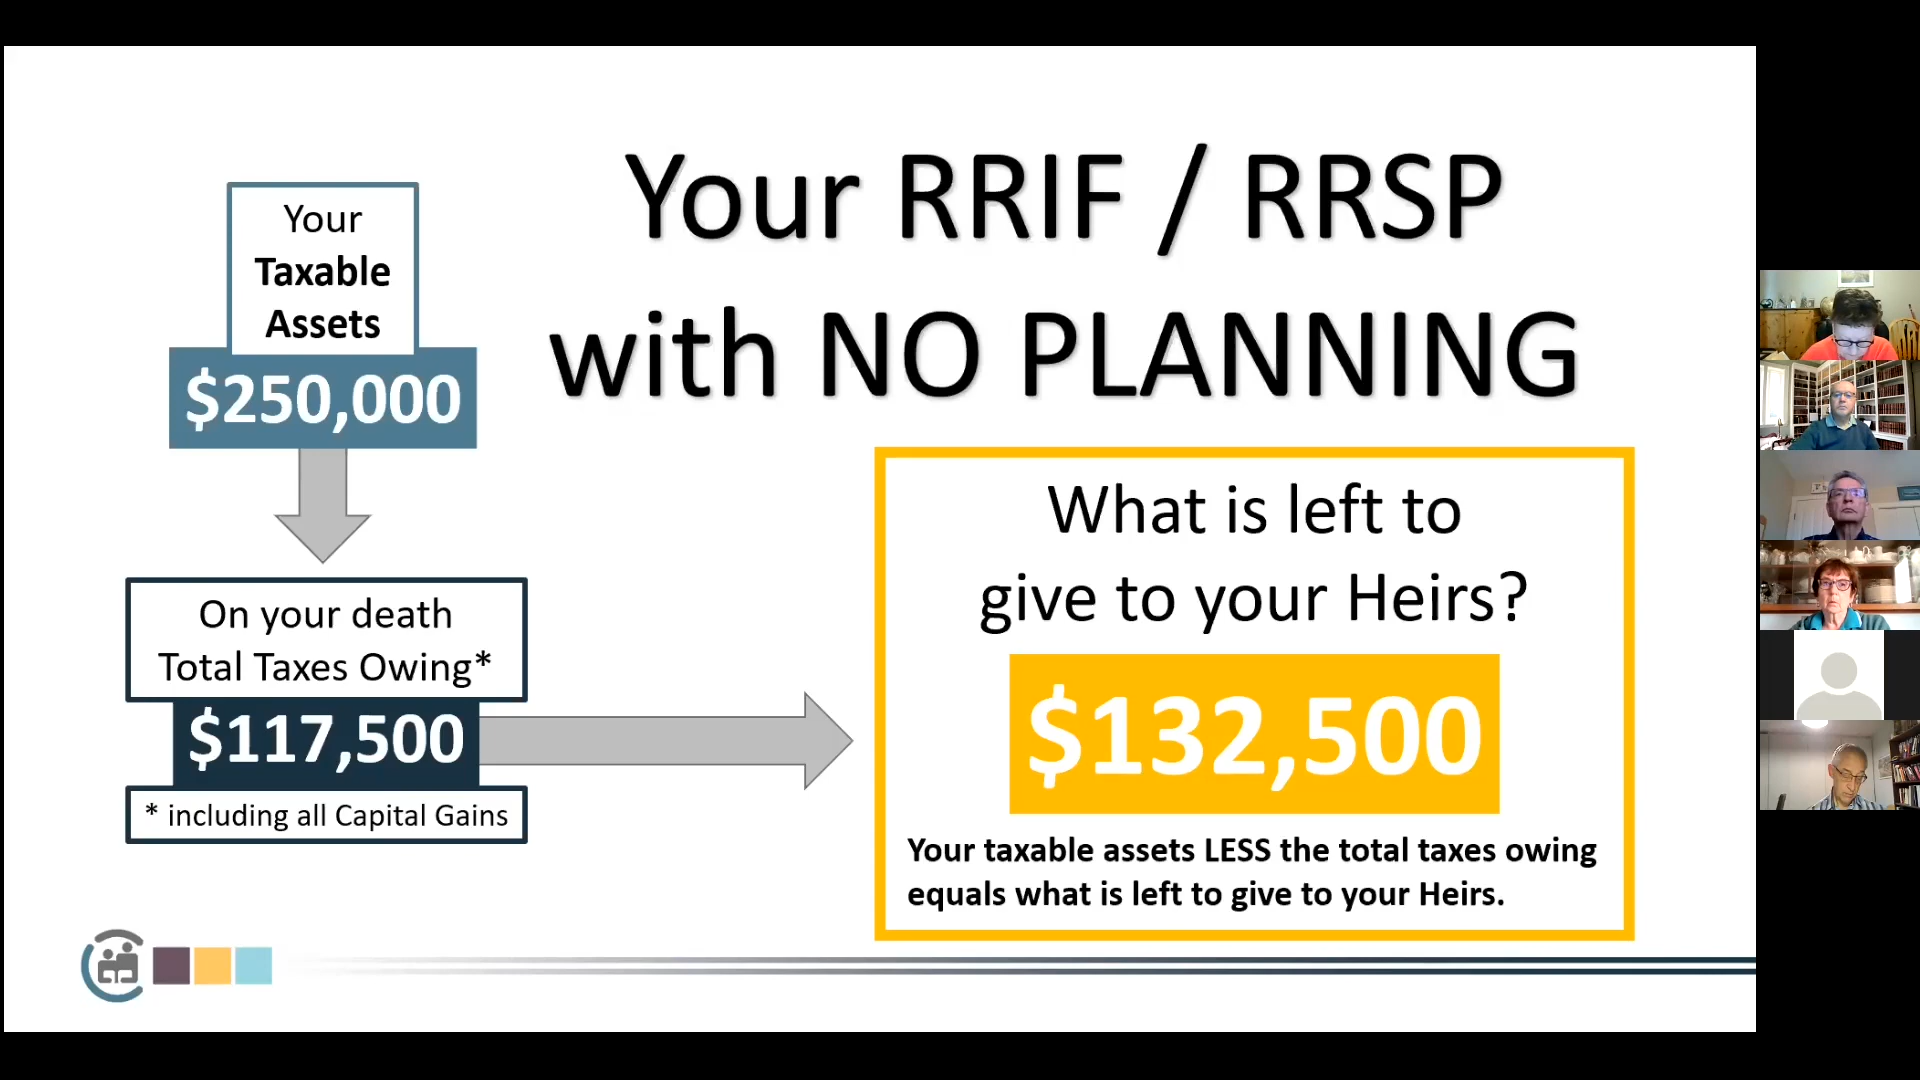 Your RRIF / RRSP
with NO PLANNING
Your
Taxable
Assets
$250,000
On your death
Total Taxes Owing*
$117,500
* including all Capital Gains
What is left to
give to your Heirs?
$132,500
Your taxable assets LESS the total taxes owing
equals what is left to give to your Heirs.